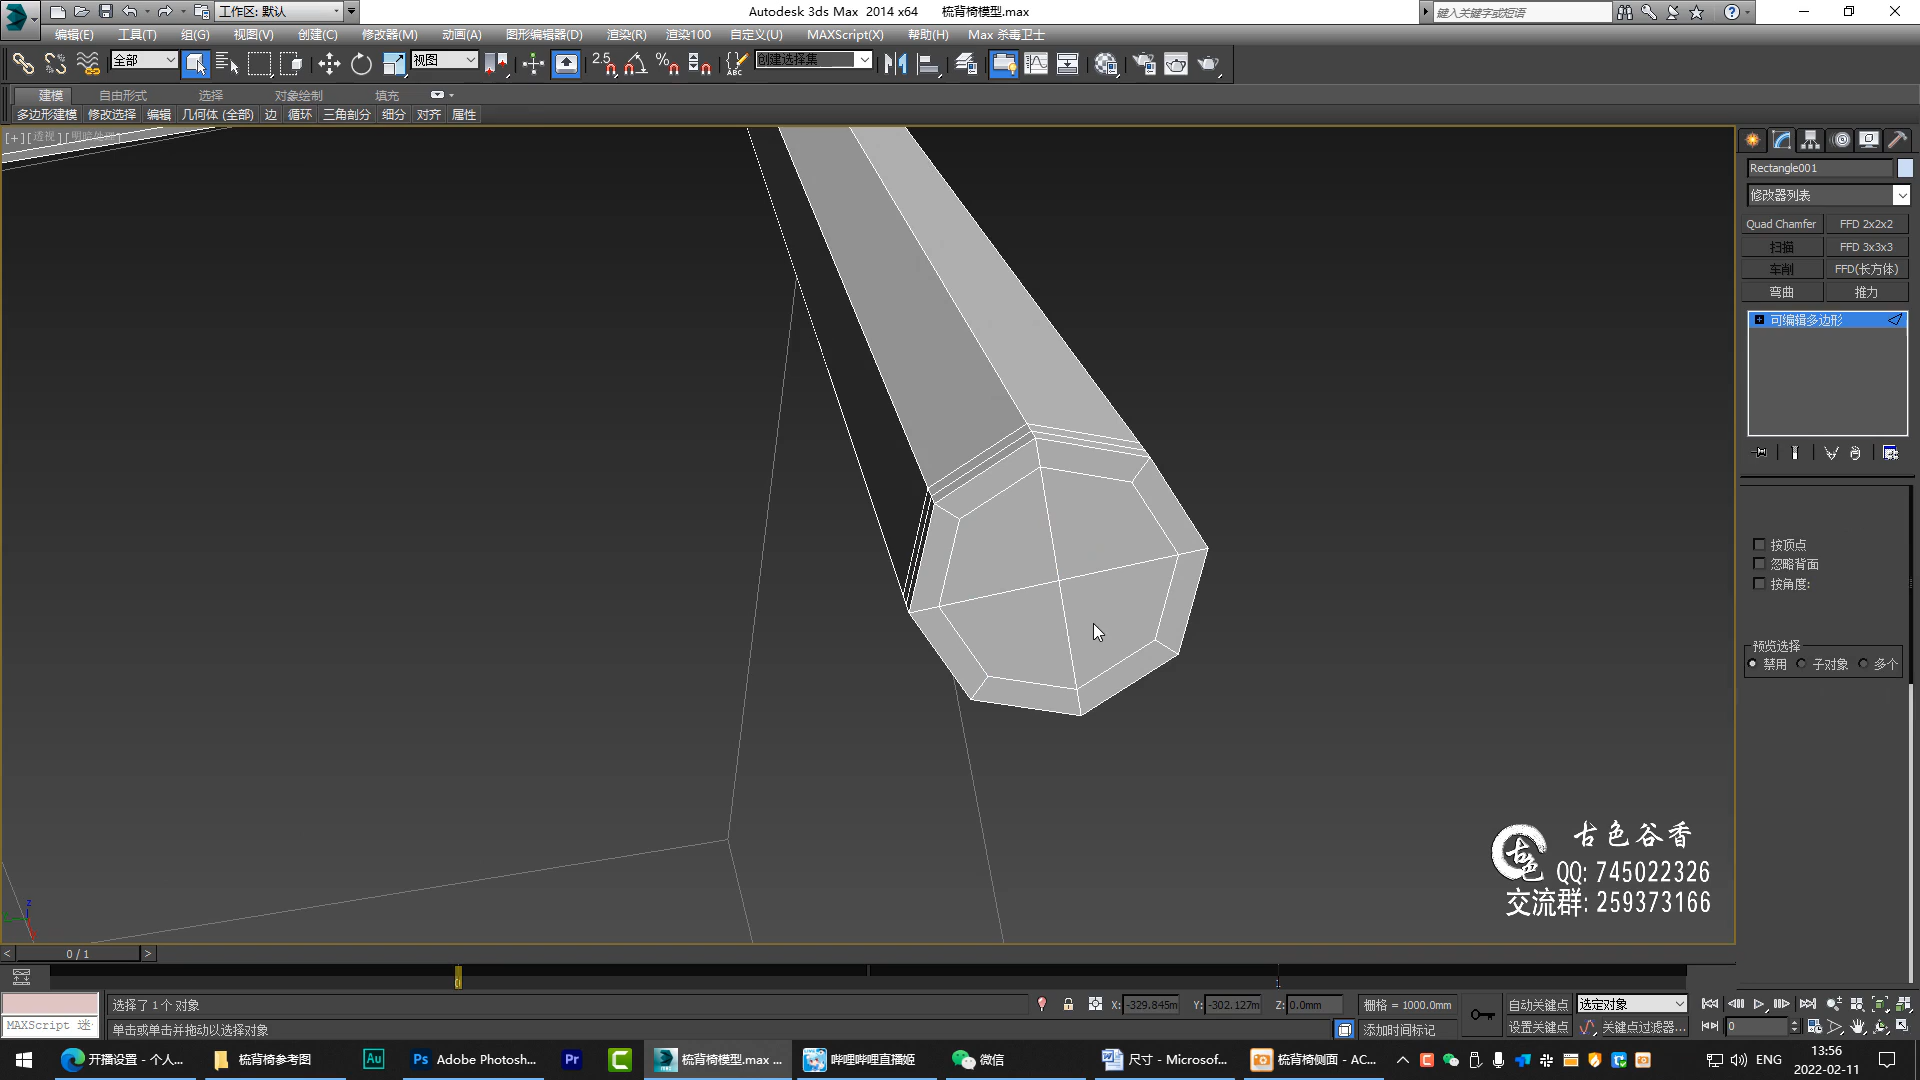 工作区: 默认
Autodesk 3ds Max 2014 x64 梳背椅模型.max
键入关键字或短语
编辑(E) 工具(T) 组(G) 视图(V) 创建(C) 修改器(M) 动画(A) 图形编辑器(D) 渲染(R) 渲染100 自定义(U) MAXScript(X) 帮助(H) Max 杀毒卫士
全部 视图 2.5 创建选择集
建模 自由形式 选择 对象绘制 填充
多边形建模 修改选择 编辑 几何体 (全部) 边 循环 三角剖分 细分 对齐 属性
[+][透视][明暗处理]
Rectangle001
修改器列表
Quad Chamfer FFD 2x2x2
扫描 FFD 3x3x3
车削 FFD(长方体)
弯曲 推力
可编辑多边形
按顶点
忽略背面
按角度:
预览选择
禁用 子对象 多个
古色谷香
古色
QQ: 745022326
交流群: 259373166
z
< 0 / 1 >
选择了 1 个 对象 X: -329.845m Y: -302.127m Z: 0.0mm 栅格 = 1000.0mm 自动关键点 选定对象
MAXScript 迷 单击或单击并拖动以选择对象 添加时间标记 设置关键点 关键点过滤器... 0
开播设置 - 个人... 梳背椅参考图 Au Ps Adobe Photosh... Pr C 梳背椅模型.max ... 哔哩哔哩直播姬 微信 尺寸 - Microsof... 梳背椅侧面 - AC... ENG 13:56
2022-02-11